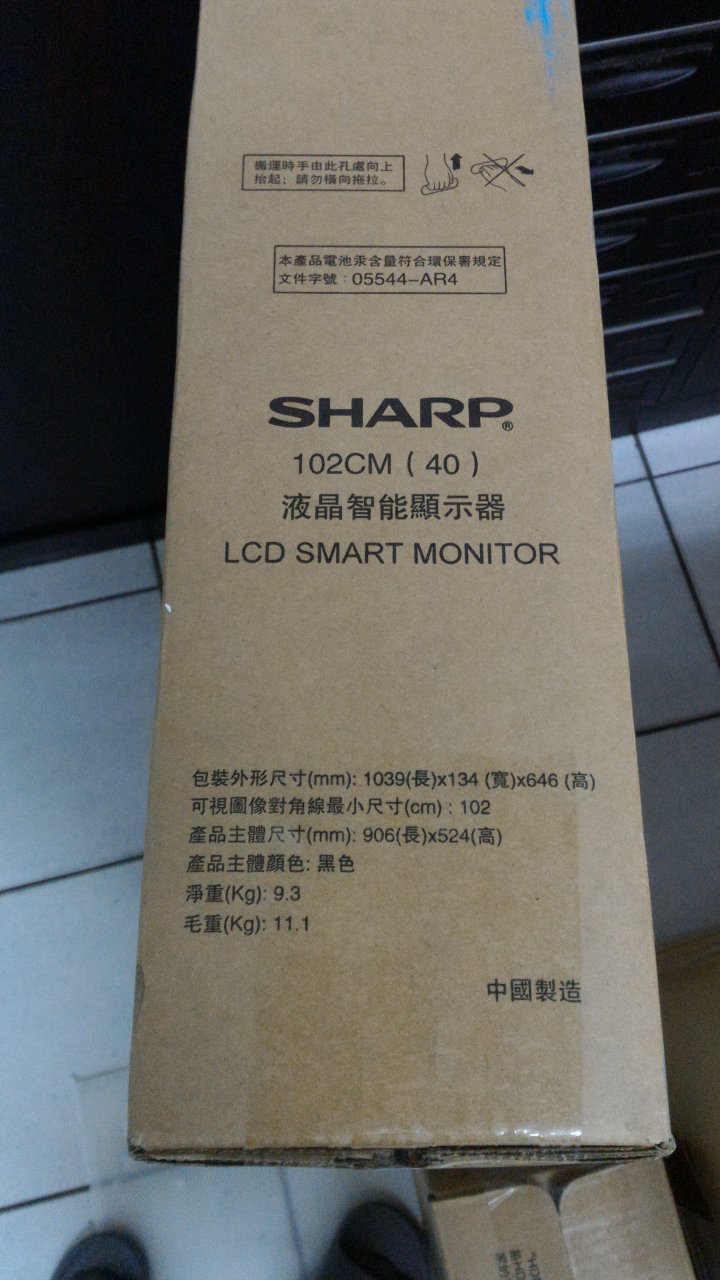 搬運時手由此孔處向上
抬起；請勿橫向拖拉。
本產品電池汞含量符合環保署規定
文件字號：05544-AR4
SHARP®
102CM ( 40 )
液晶智能顯示器
LCD SMART MONITOR
包裝外形尺寸(mm): 1039(長)x134 (寬)x646 (高)
可視圖像對角線最小尺寸(cm) : 102
產品主體尺寸(mm): 906(長)x524(高)
產品主體顏色: 黑色
淨重(Kg): 9.3
毛重(Kg): 11.1
中國製造